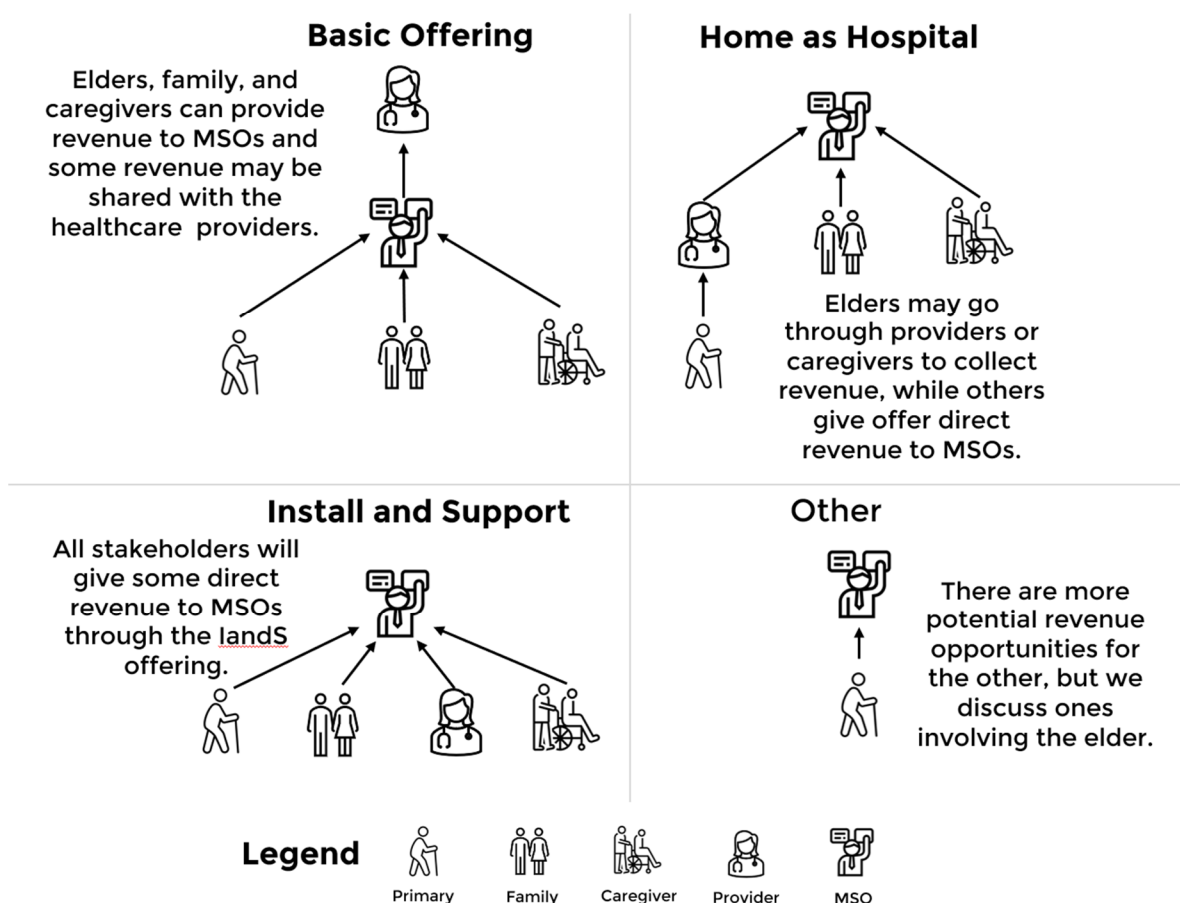 Basic Offering
Elders, family, and
caregivers can provide
revenue to MSOs and
some revenue may be
shared with the
healthcare  providers.
Home as Hospital
Elders may go
through providers or
caregivers to collect
revenue, while others
give offer direct
revenue to MSOs.
Install and Support
All stakeholders will
give some direct
revenue to MSOs
through the IandS
offering.
Other
There are more
potential revenue
opportunities for
the other, but we
discuss ones
involving the elder.
Legend
Primary
Family
Caregiver
Provider
MSO